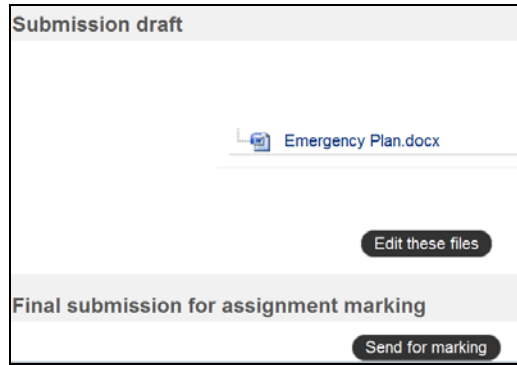 Submission draft
Emergency Plan.docx
Edit these files
Final submission for assignment marking
Send for marking